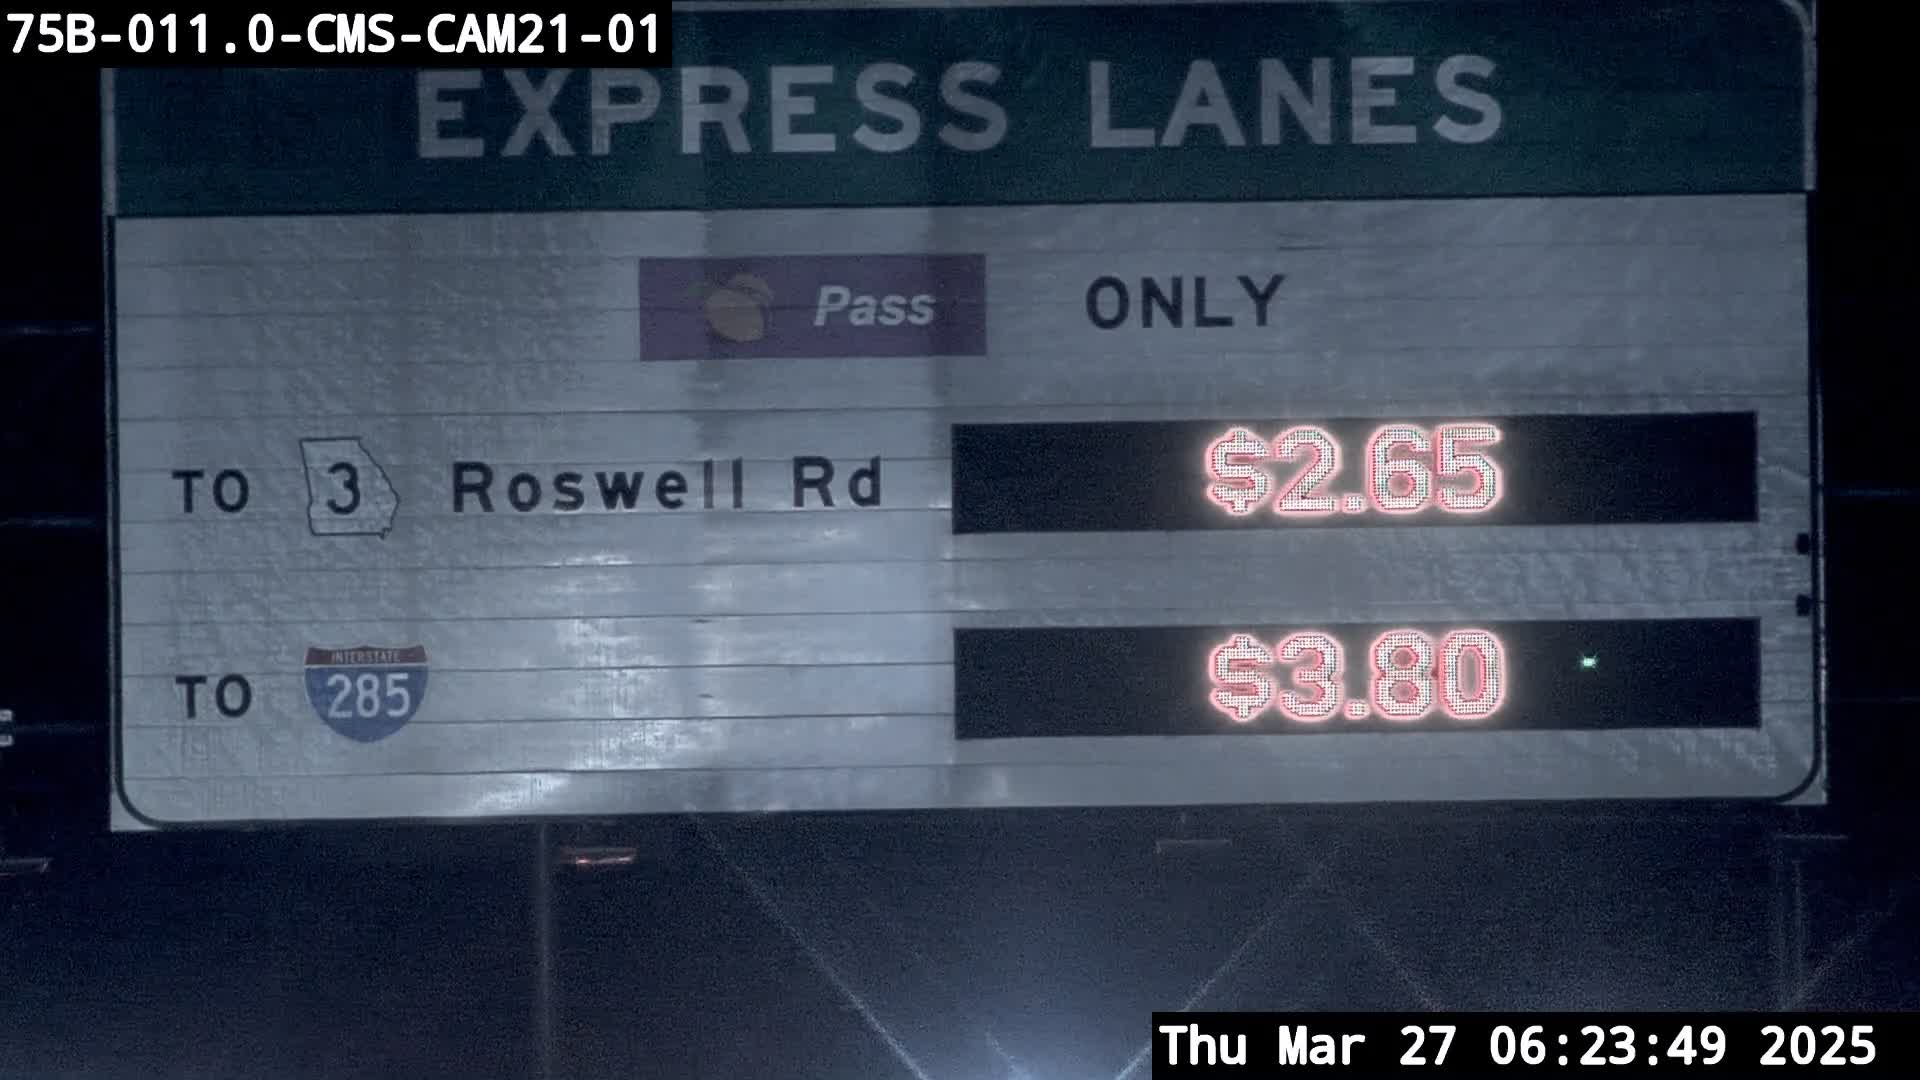 75B-011.0-CMS-CAM21-01
EXPRESS LANES
Pass ONLY
TO 3 Roswell Rd $2.65
TO INTERSTATE 285 $3.80
Thu Mar 27 06:23:49 2025